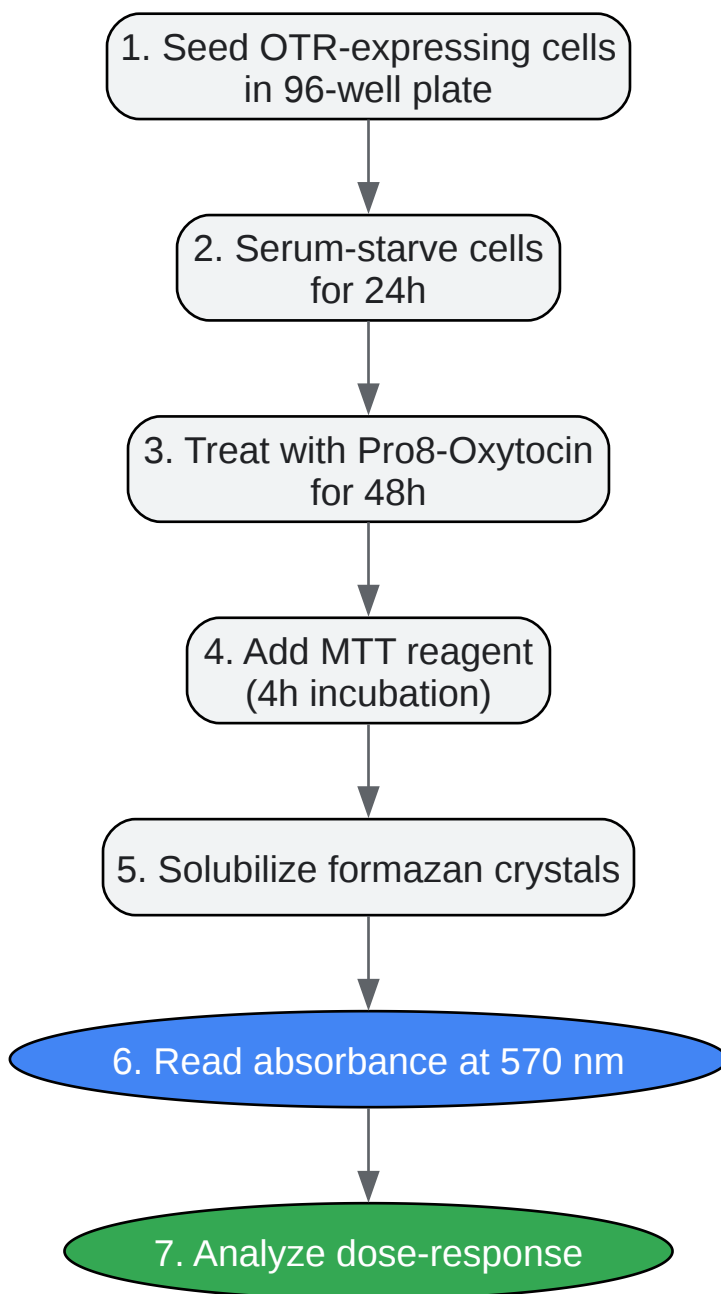 1. Seed OTR-expressing cells
in 96-well plate
2. Serum-starve cells
for 24h
3. Treat with Pro8-Oxytocin
for 48h
4. Add MTT reagent
(4h incubation)
5. Solubilize formazan crystals
6. Read absorbance at 570 nm
7. Analyze dose-response